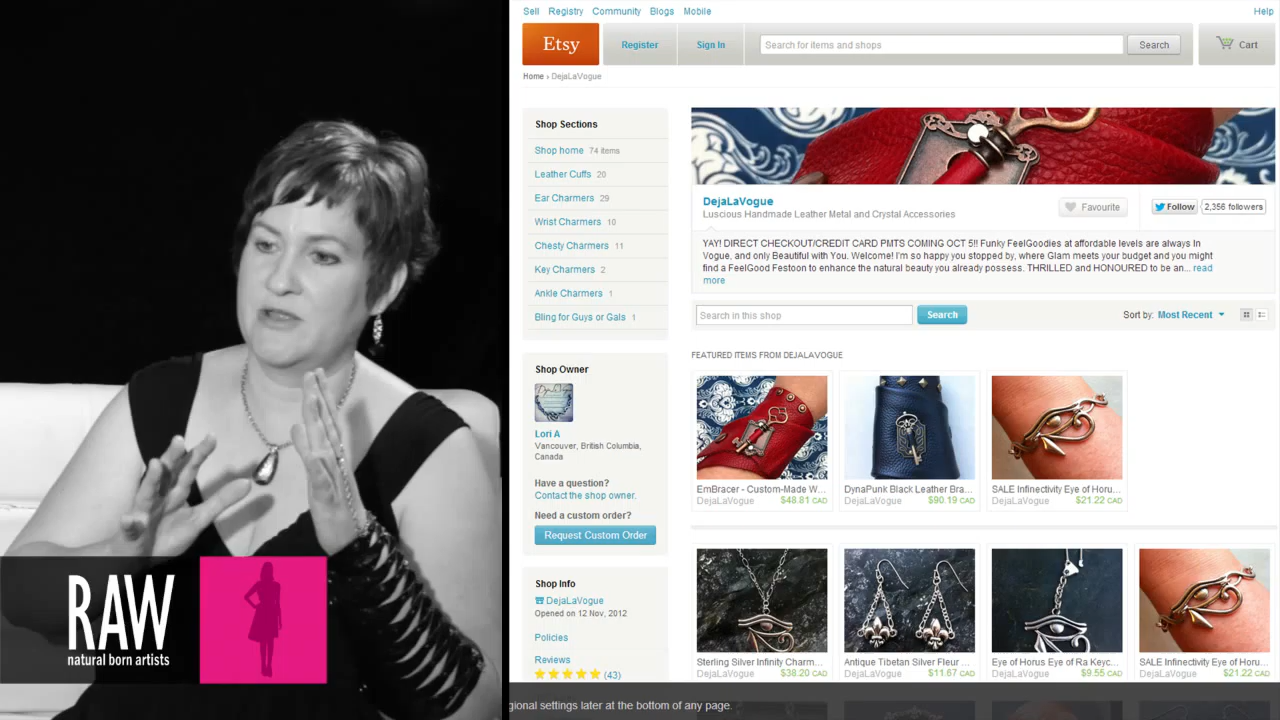 RAW
natural born artists
Sell Registry Community Blogs Mobile Help
Etsy Register Sign In Search for items and shops Search Cart
Home › DejaLaVogue
Shop Sections
Shop home 74 items
Leather Cuffs 20
Ear Charmers 29
Wrist Charmers 10
Chesty Charmers 11
Key Charmers 2
Ankle Charmers 1
Bling for Guys or Gals 1
Shop Owner
Lori A
Vancouver, British Columbia,
Canada
Have a question?
Contact the shop owner.
Need a custom order?
Request Custom Order
Shop Info
DejaLaVogue
Opened on 12 Nov, 2012
Policies
Reviews
(43)
DejaLaVogue
Luscious Handmade Leather Metal and Crystal Accessories
Favourite Follow 2,356 followers
YAY! DIRECT CHECKOUT/CREDIT CARD PMTS COMING OCT 5!! Funky FeelGoodies at affordable levels are always In
Vogue, and only Beautiful with You. Welcome! I'm so happy you stopped by, where Glam meets your budget and you might
find a FeelGood Festoon to enhance the natural beauty you already possess. THRILLED and HONOURED to be an... read
more
Search in this shop Search Sort by: Most Recent
FEATURED ITEMS FROM DEJALAVOGUE
EmBracer - Custom-Made W...
DejaLaVogue $48.81 CAD
DynaPunk Black Leather Bra...
DejaLaVogue $90.19 CAD
SALE Infinectivity Eye of Horu...
DejaLaVogue $21.22 CAD
Sterling Silver Infinity Charm...
DejaLaVogue $38.20 CAD
Antique Tibetan Silver Fleur ...
DejaLaVogue $11.67 CAD
Eye of Horus Eye of Ra Keyc...
DejaLaVogue $9.55 CAD
SALE Infinectivity Eye of Horu...
DejaLaVogue $21.22 CAD
gional settings later at the bottom of any page.